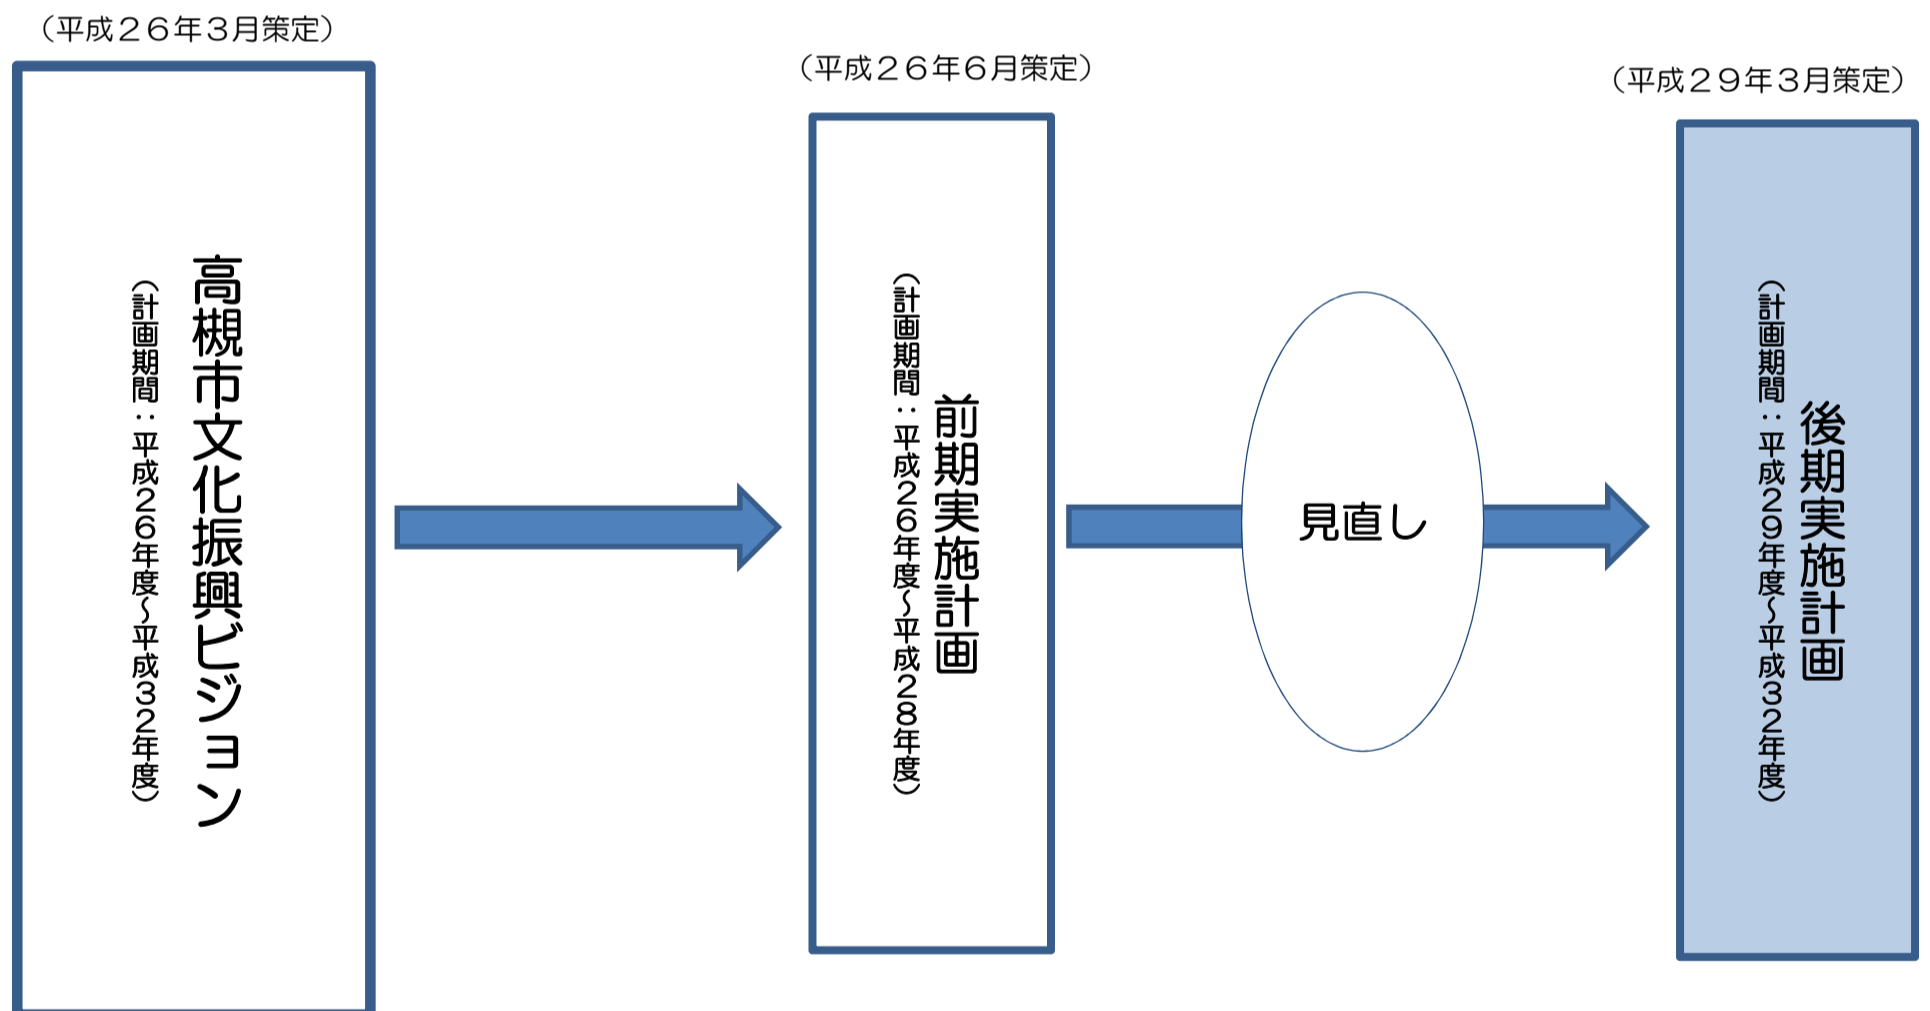 （平成２６年３月策定）
高槻市文化振興ビジョン
（計画期間：平成２６年度～平成３２年度）
（平成２６年６月策定）
前期実施計画
（計画期間：平成２６年度～平成２８年度）
見直し
（平成２９年３月策定）
後期実施計画
（計画期間：平成２９年度～平成３２年度）